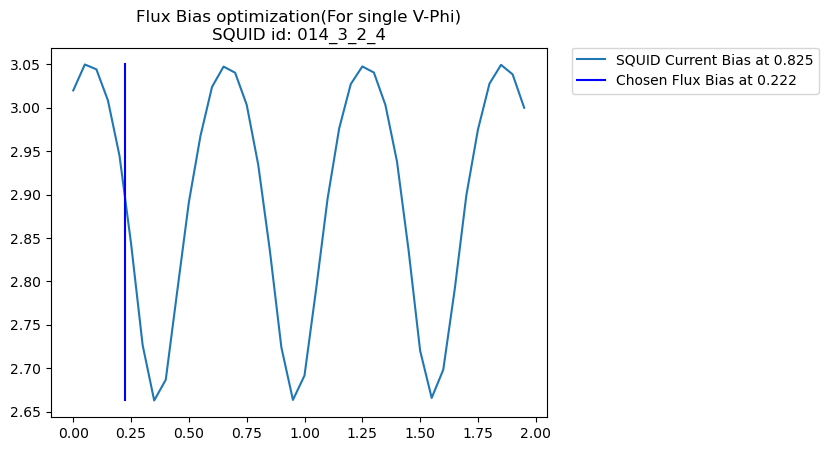 Flux Bias optimization(For single V-Phi)
SQUID id: 014_3_2_4
SQUID Current Bias at 0.825
Chosen Flux Bias at 0.222
3.05
3.00
2.95
2.90
2.85
2.80
2.75
2.70
2.65
0.00 0.25 0.50 0.75 1.00 1.25 1.50 1.75 2.00